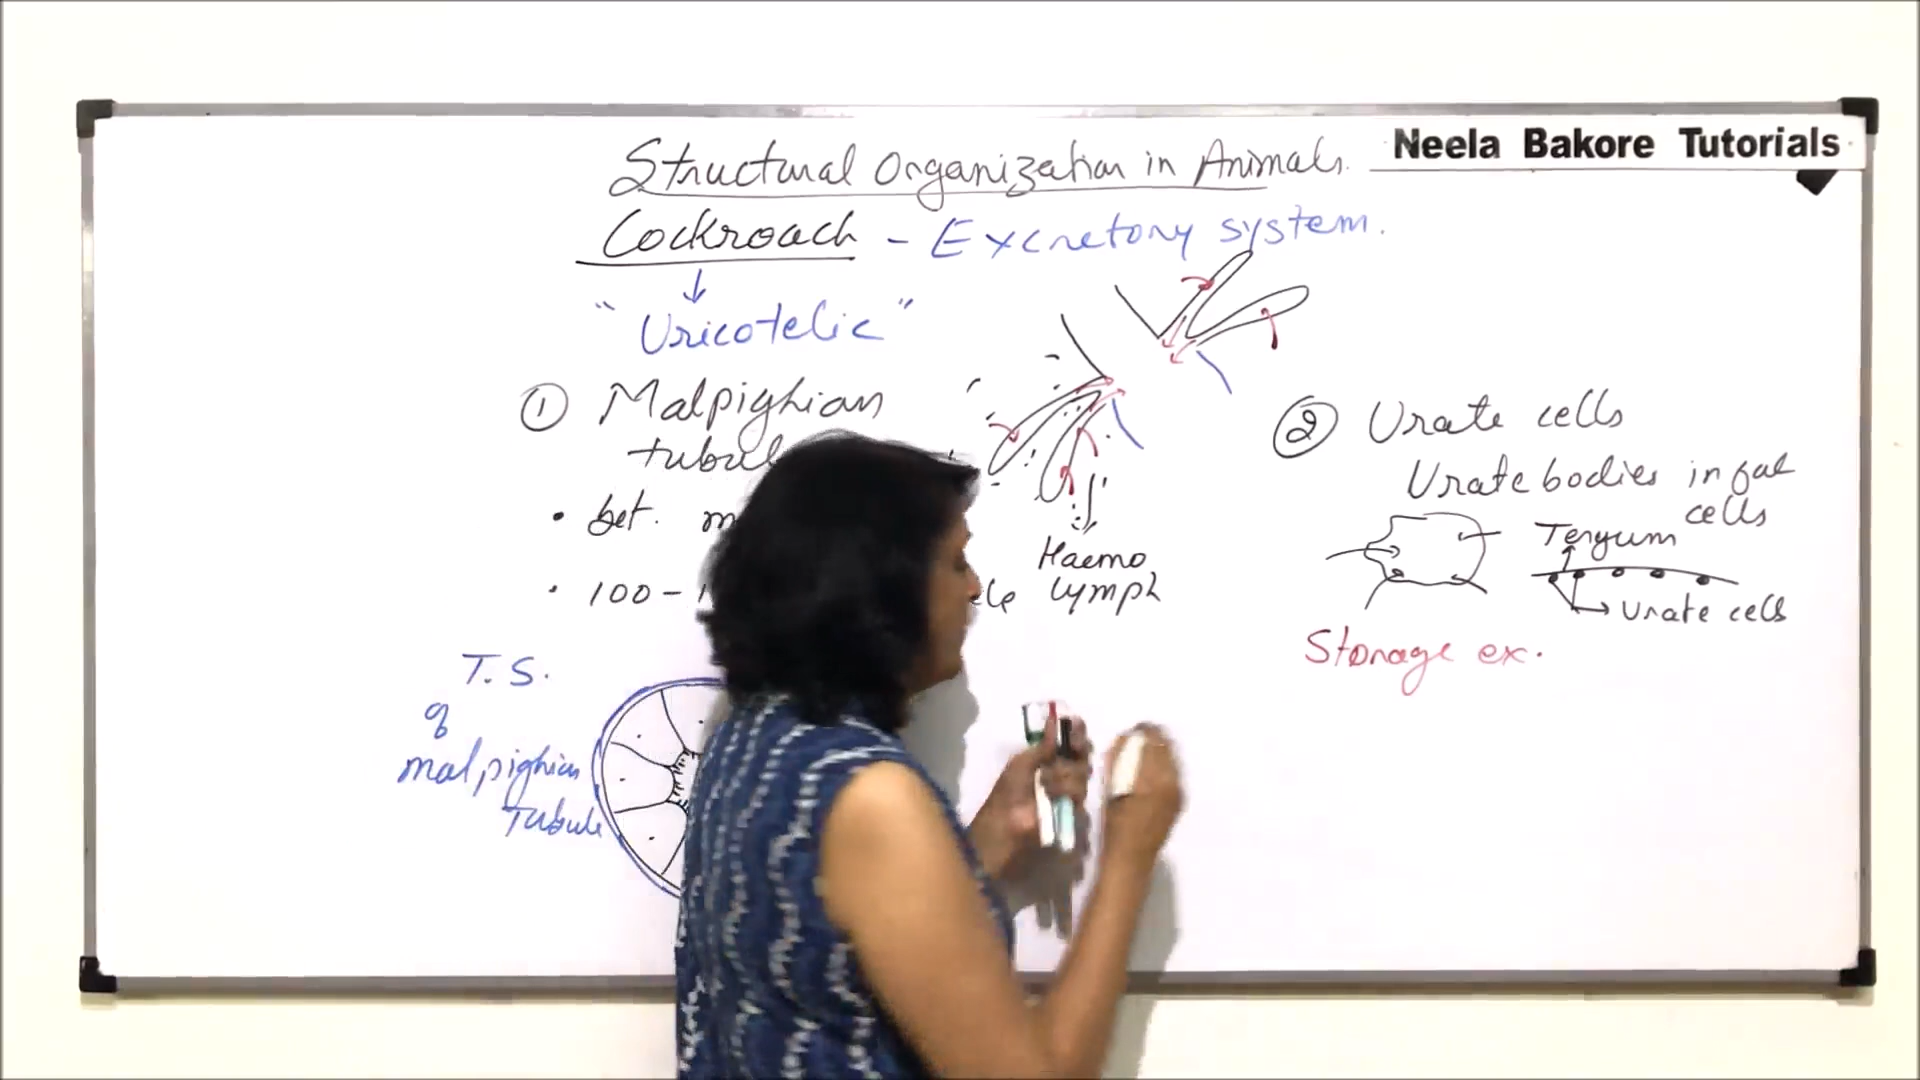 Neela Bakore Tutorials
Structural Organization in Animals.
Cockroach - Excretory system.
"Uricotelic"
① Malpighian
• bet.
• 100 -
Haemo
lymph
T. S.
of
malpighian
Tubule
② Urate cells
Urate bodies in fat
cells
Tergum
Urate cells
Storage ex.